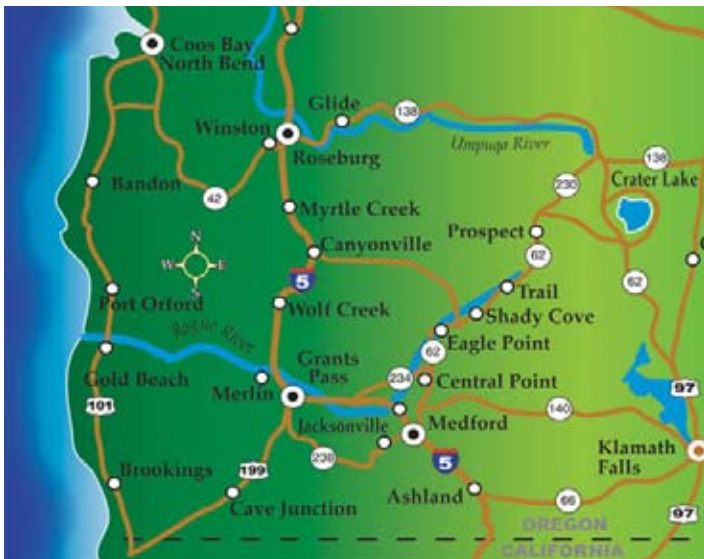 Coos Bay
North Bend
Glide
138
Winston
Roseburg
Umpuqa River
138
230
Crater Lake
Bandon
42
Myrtle Creek
N
W
E
S
Prospect
Canyonville
62
5
62
Trail
Port Orford
Wolf Creek
Shady Cove
Rogue River
Eagle Point
Grants
Pass
62
Gold Beach
Merlin
234
Central Point
97
101
140
Jacksonville
Medford
Klamath
Falls
238
199
5
Brookings
Cave Junction
Ashland
66
97
OREGON
CALIFORNIA